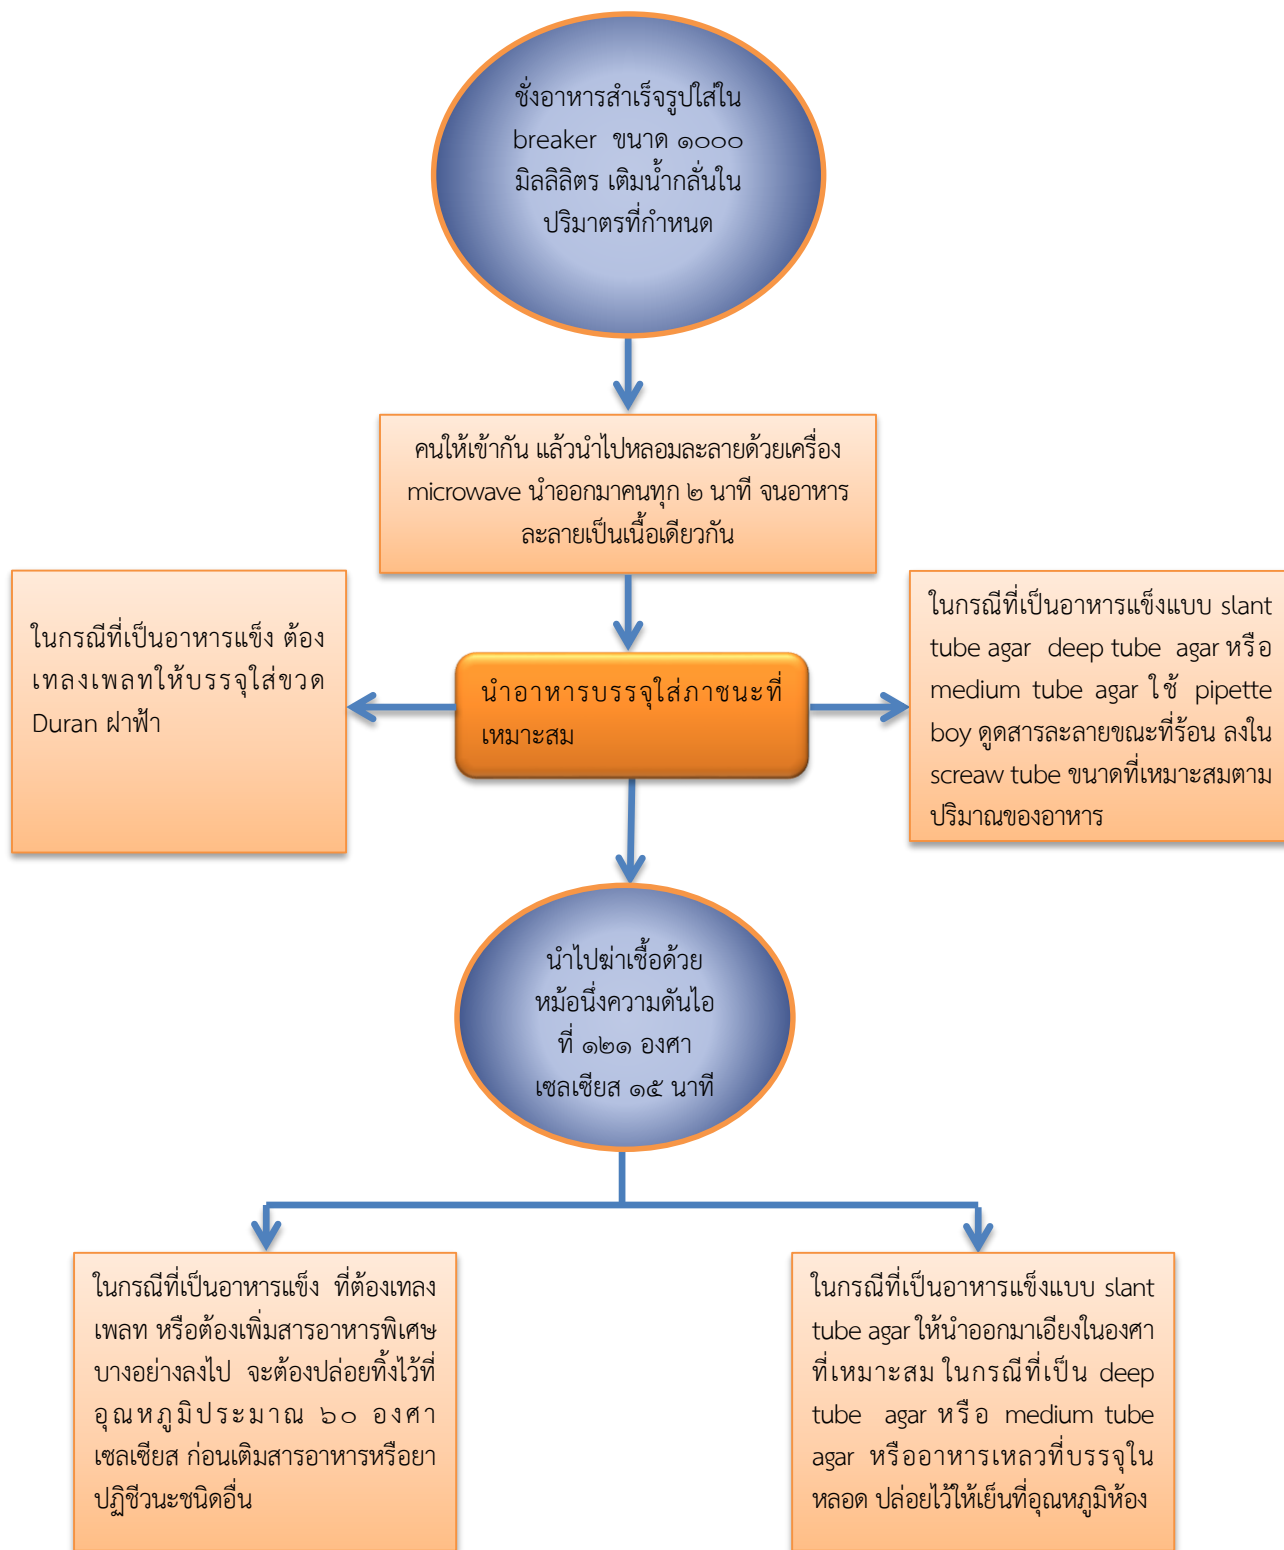 ชั่งอาหารสำเร็จรูปใส่ใน
breaker ขนาด ๑๐๐๐
มิลลิลิตร เติมน้ำกลั่นใน
ปริมาตรที่กำหนด
คนให้เข้ากัน แล้วนำไปหลอมละลายด้วยเครื่อง
microwave นำออกมาคนทุก ๒ นาที จนอาหาร
ละลายเป็นเนื้อเดียวกัน
ในกรณีที่เป็นอาหารแข็ง ต้อง
เทลงเพลทให้บรรจุใส่ขวด
Duran ฝาฟ้า
นำอาหารบรรจุใส่ภาชนะที่
เหมาะสม
ในกรณีที่เป็นอาหารแข็งแบบ slant
tube agar deep tube agar หรือ
medium tube agar ใช้ pipette
boy ดูดสารละลายขณะที่ร้อน ลงใน
screaw tube ขนาดที่เหมาะสมตาม
ปริมาณของอาหาร
นำไปฆ่าเชื้อด้วย
หม้อนึ่งความดันไอ
ที่ ๑๒๑ องศา
เซลเซียส ๑๕ นาที
ในกรณีที่เป็นอาหารแข็ง ที่ต้องเทลง
เพลท หรือต้องเพิ่มสารอาหารพิเศษ
บางอย่างลงไป จะต้องปล่อยทิ้งไว้ที่
อุณหภูมิประมาณ ๖๐ องศา
เซลเซียส ก่อนเติมสารอาหารหรือยา
ปฏิชีวนะชนิดอื่น
ในกรณีที่เป็นอาหารแข็งแบบ slant
tube agar ให้นำออกมาเอียงในองศา
ที่เหมาะสม ในกรณีที่เป็น deep
tube agar หรือ medium tube
agar หรืออาหารเหลวที่บรรจุใน
หลอด ปล่อยไว้ให้เย็นที่อุณหภูมิห้อง